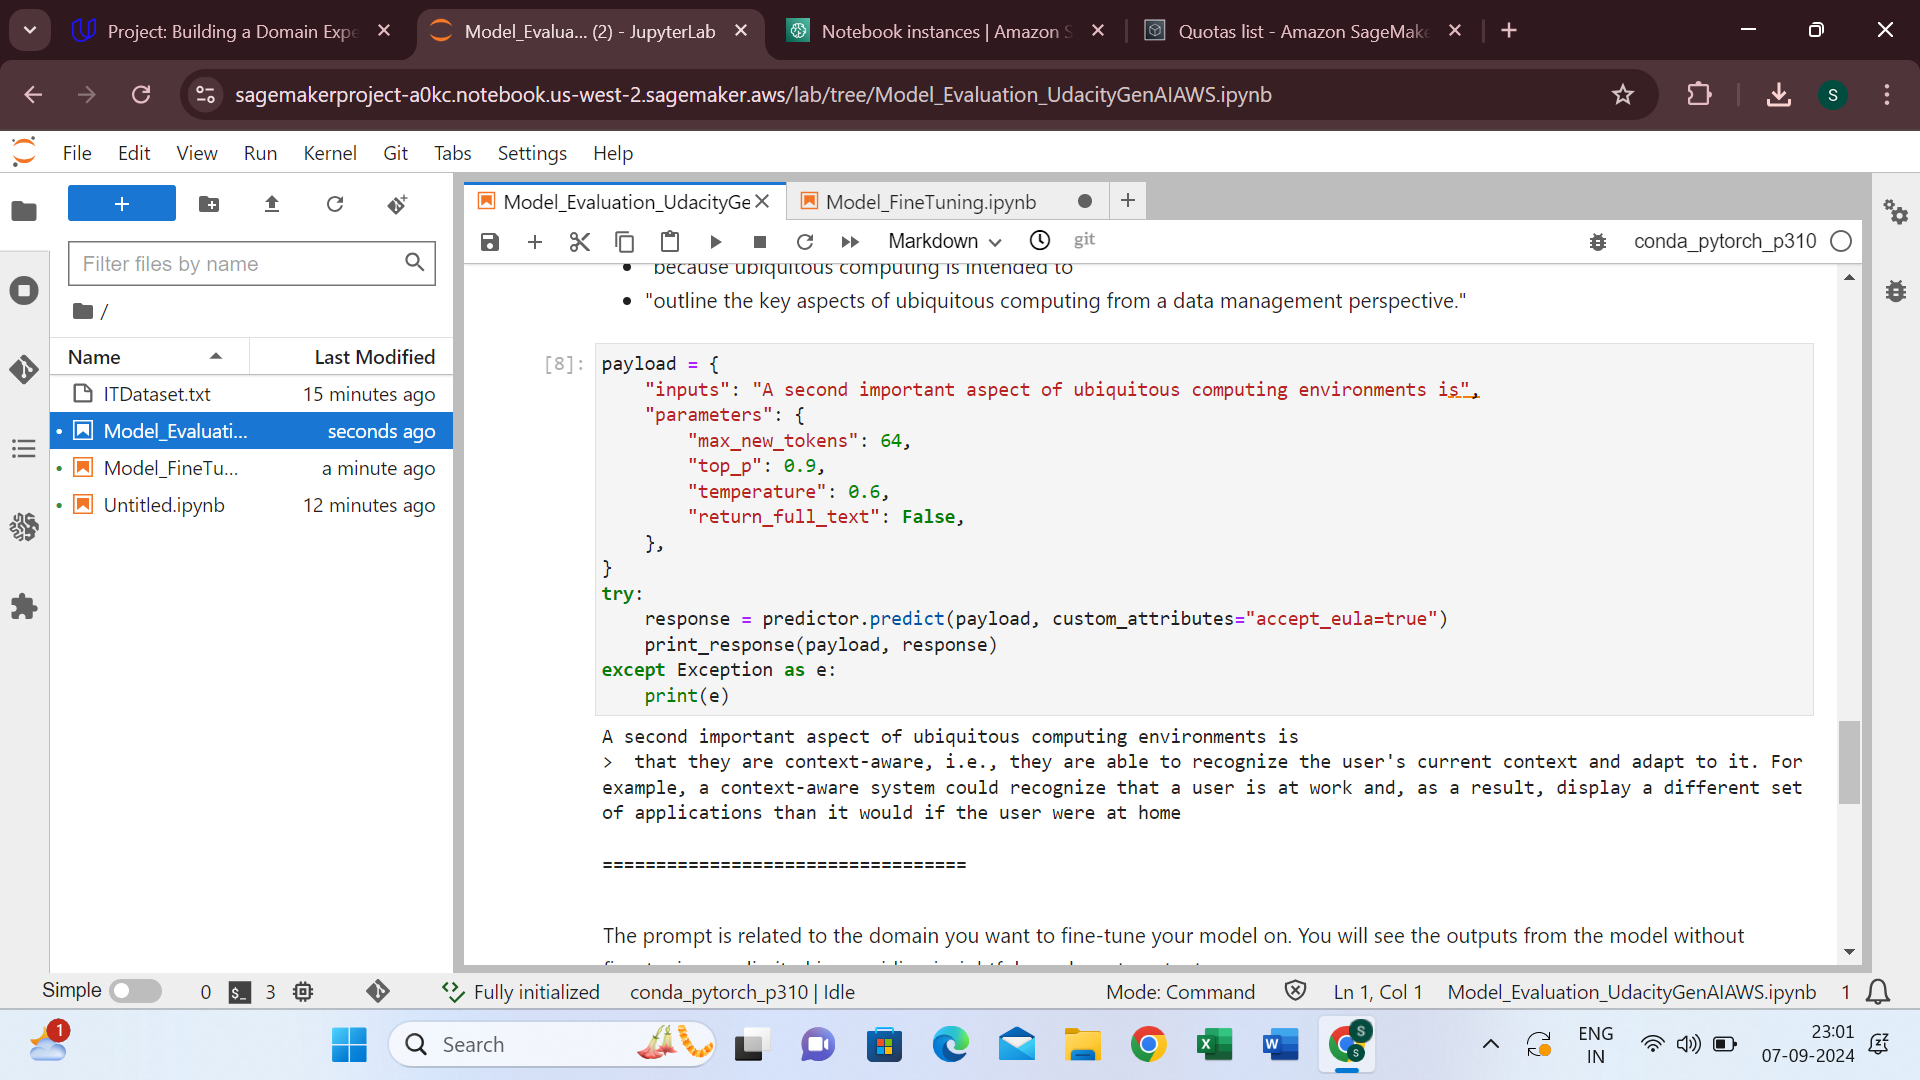 Project: Building a Domain Expe
Model_Evalua... (2) - JupyterLab
Notebook instances | Amazon S
Quotas list - Amazon SageMake
sagemakerproject-a0kc.notebook.us-west-2.sagemaker.aws/lab/tree/Model_Evaluation_UdacityGenAIAWS.ipynb
S
File Edit View Run Kernel Git Tabs Settings Help
Filter files by name
/
Name Last Modified
ITDataset.txt 15 minutes ago
Model_Evaluati... seconds ago
Model_FineTu... a minute ago
Untitled.ipynb 12 minutes ago
Model_Evaluation_UdacityGe
Model_FineTuning.ipynb
Markdown
git
conda_pytorch_p310
• "because ubiquitous computing is intended to
• "outline the key aspects of ubiquitous computing from a data management perspective."
[8]:
payload = {
"inputs": "A second important aspect of ubiquitous computing environments is",
"parameters": {
"max_new_tokens": 64,
"top_p": 0.9,
"temperature": 0.6,
"return_full_text": False,
},
}
try:
response = predictor.predict(payload, custom_attributes="accept_eula=true")
print_response(payload, response)
except Exception as e:
print(e)
A second important aspect of ubiquitous computing environments is
> that they are context-aware, i.e., they are able to recognize the user's current context and adapt to it. For
example, a context-aware system could recognize that a user is at work and, as a result, display a different set
of applications than it would if the user were at home
==================================
The prompt is related to the domain you want to fine-tune your model on. You will see the outputs from the model without
Simple 0 $_ 3 Fully initialized conda_pytorch_p310 | Idle Mode: Command Ln 1, Col 1 Model_Evaluation_UdacityGenAIAWS.ipynb 1
1
Search
S
S
ENG
IN
23:01
07-09-2024